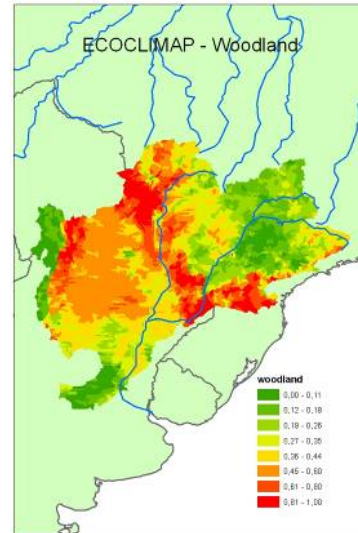 ECOCLIMAP - Woodland
woodland
0,00 - 0,11
0,12 - 0,18
0,19 - 0,26
0,27 - 0,35
0,36 - 0,44
0,45 - 0,60
0,61 - 0,80
0,81 - 1,00